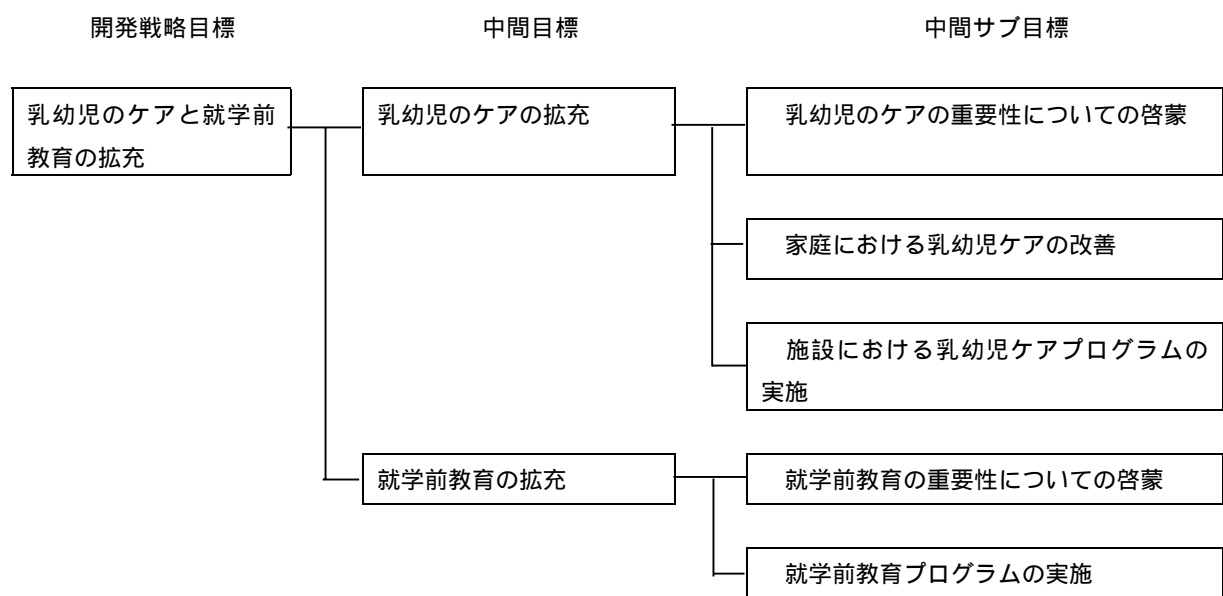 開発戦略目標 中間目標 中間サブ目標
乳幼児のケアと就学前
教育の拡充
乳幼児のケアの拡充
乳幼児のケアの重要性についての啓蒙
家庭における乳幼児ケアの改善
施設における乳幼児ケアプログラムの
実施
就学前教育の拡充
就学前教育の重要性についての啓蒙
就学前教育プログラムの実施